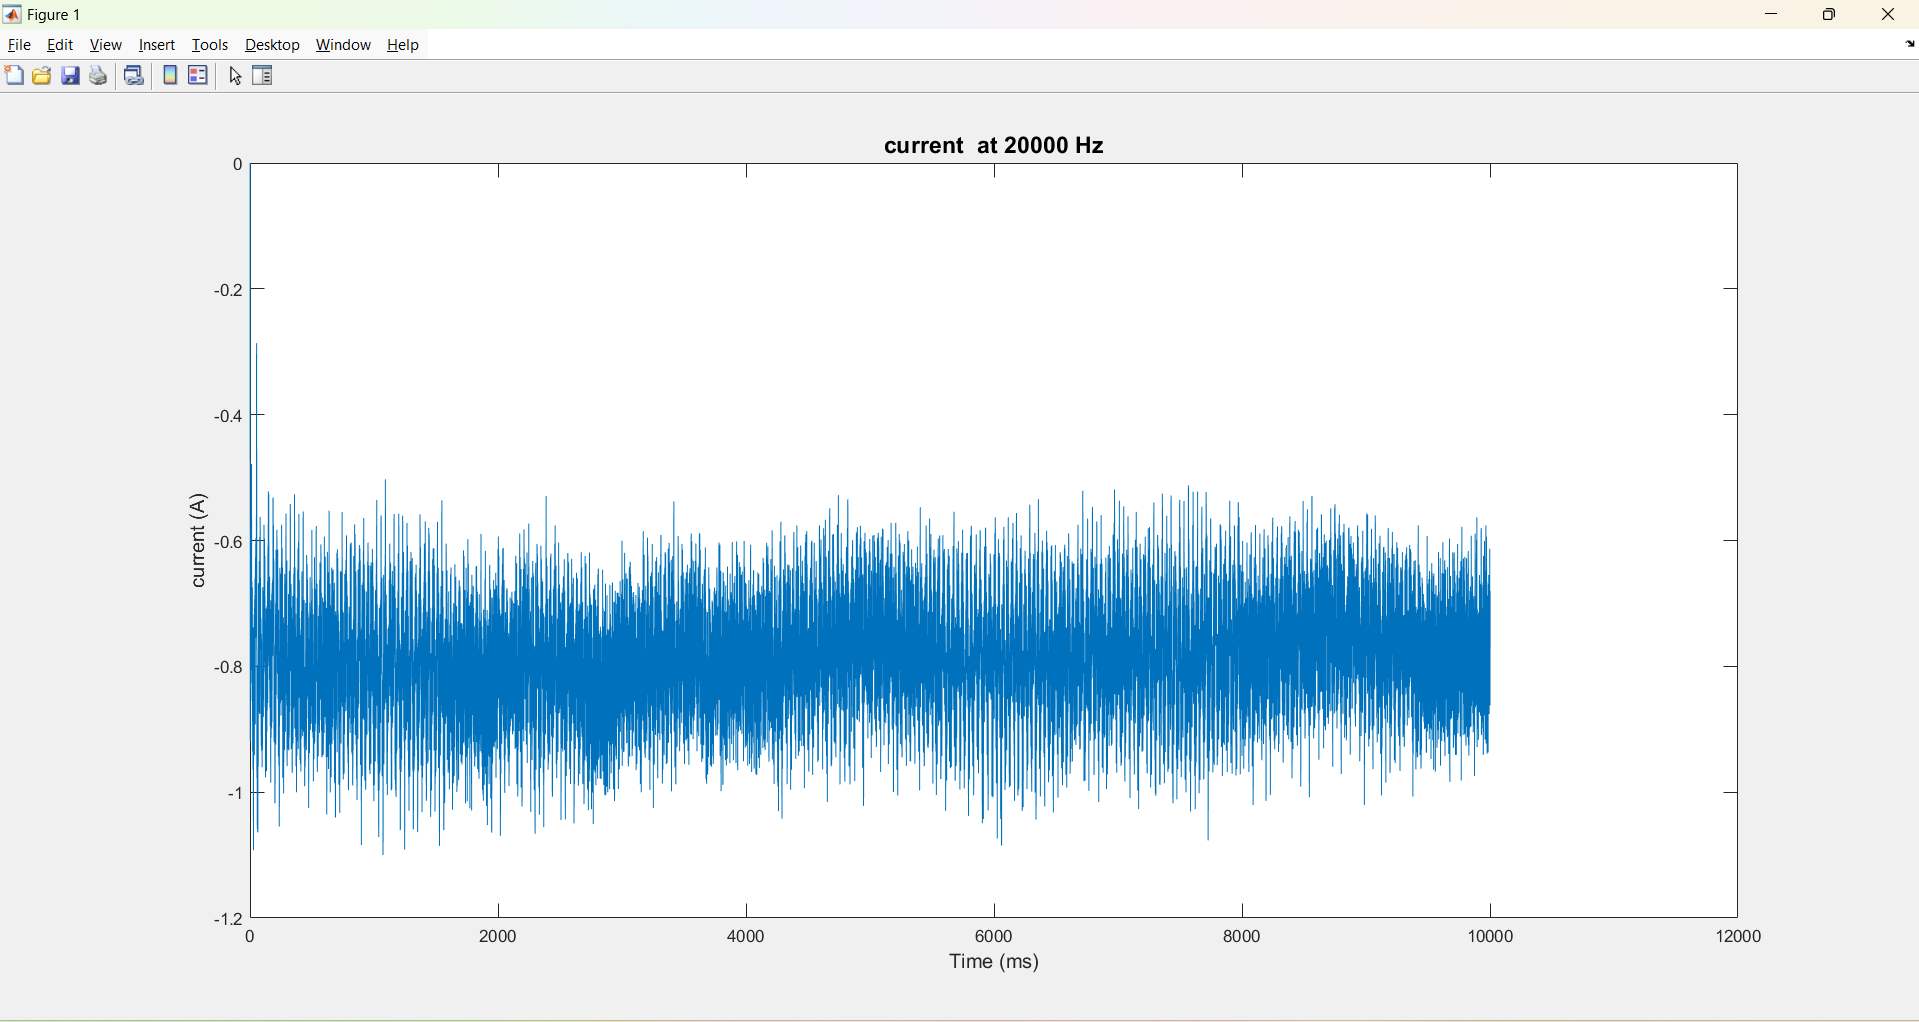 Figure 1
File Edit View Insert Tools Desktop Window Help
current  at 20000 Hz
0
-0.2
-0.4
-0.6
-0.8
-1
-1.2
current (A)
0 2000 4000 6000 8000 10000 12000
Time (ms)